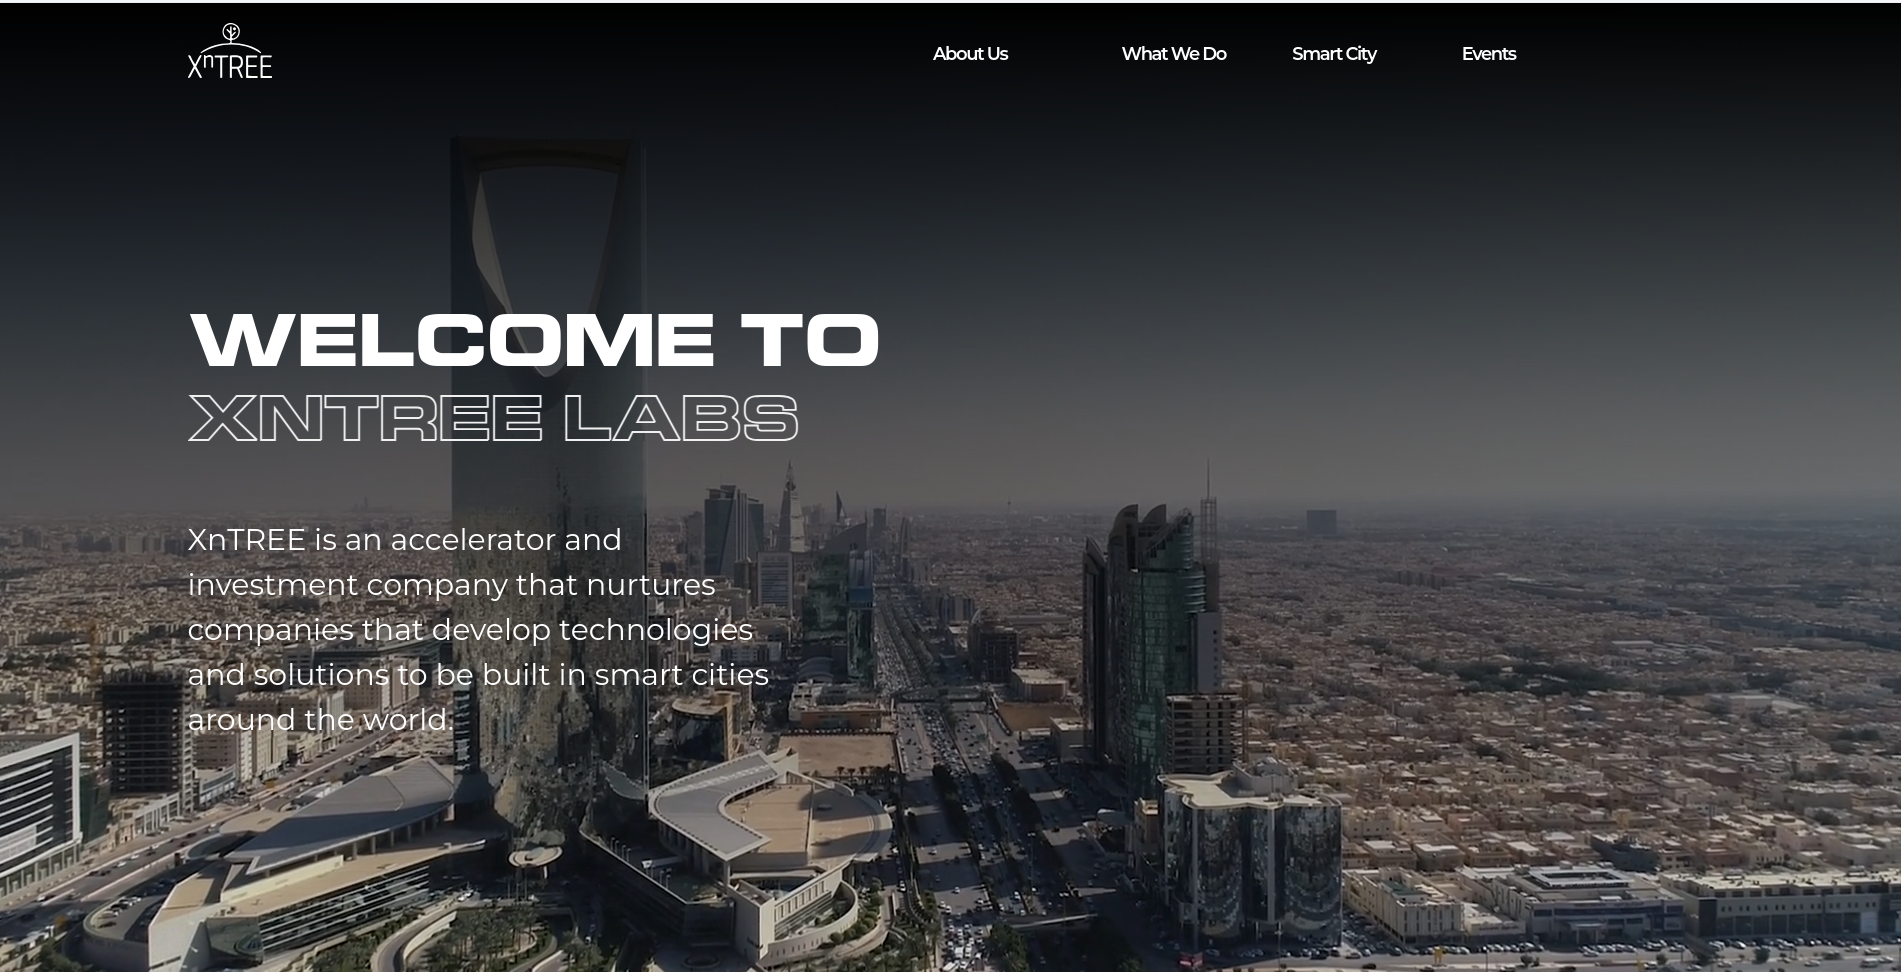 XnTREE
About Us
What We Do
Smart City
Events
WELCOME TO
XNTREE LABS
XnTREE is an accelerator and
investment company that nurtures
companies that develop technologies
and solutions to be built in smart cities
around the world.